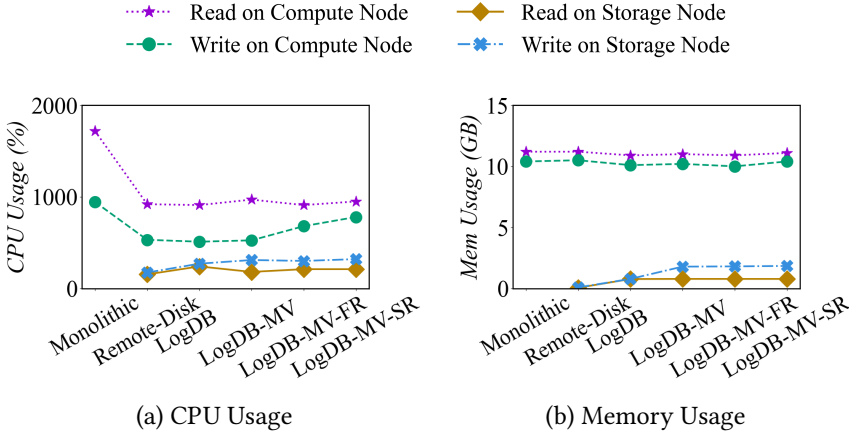 Read on Compute Node
Read on Storage Node
Write on Compute Node
Write on Storage Node
CPU Usage (%)
2000
1000
0
Monolithic
Remote-Disk
LogDB
LogDB-MV
LogDB-MV-FR
LogDB-MV-SR
(a) CPU Usage
Mem Usage (GB)
15
10
5
0
Monolithic
Remote-Disk
LogDB
LogDB-MV
LogDB-MV-FR
LogDB-MV-SR
(b) Memory Usage